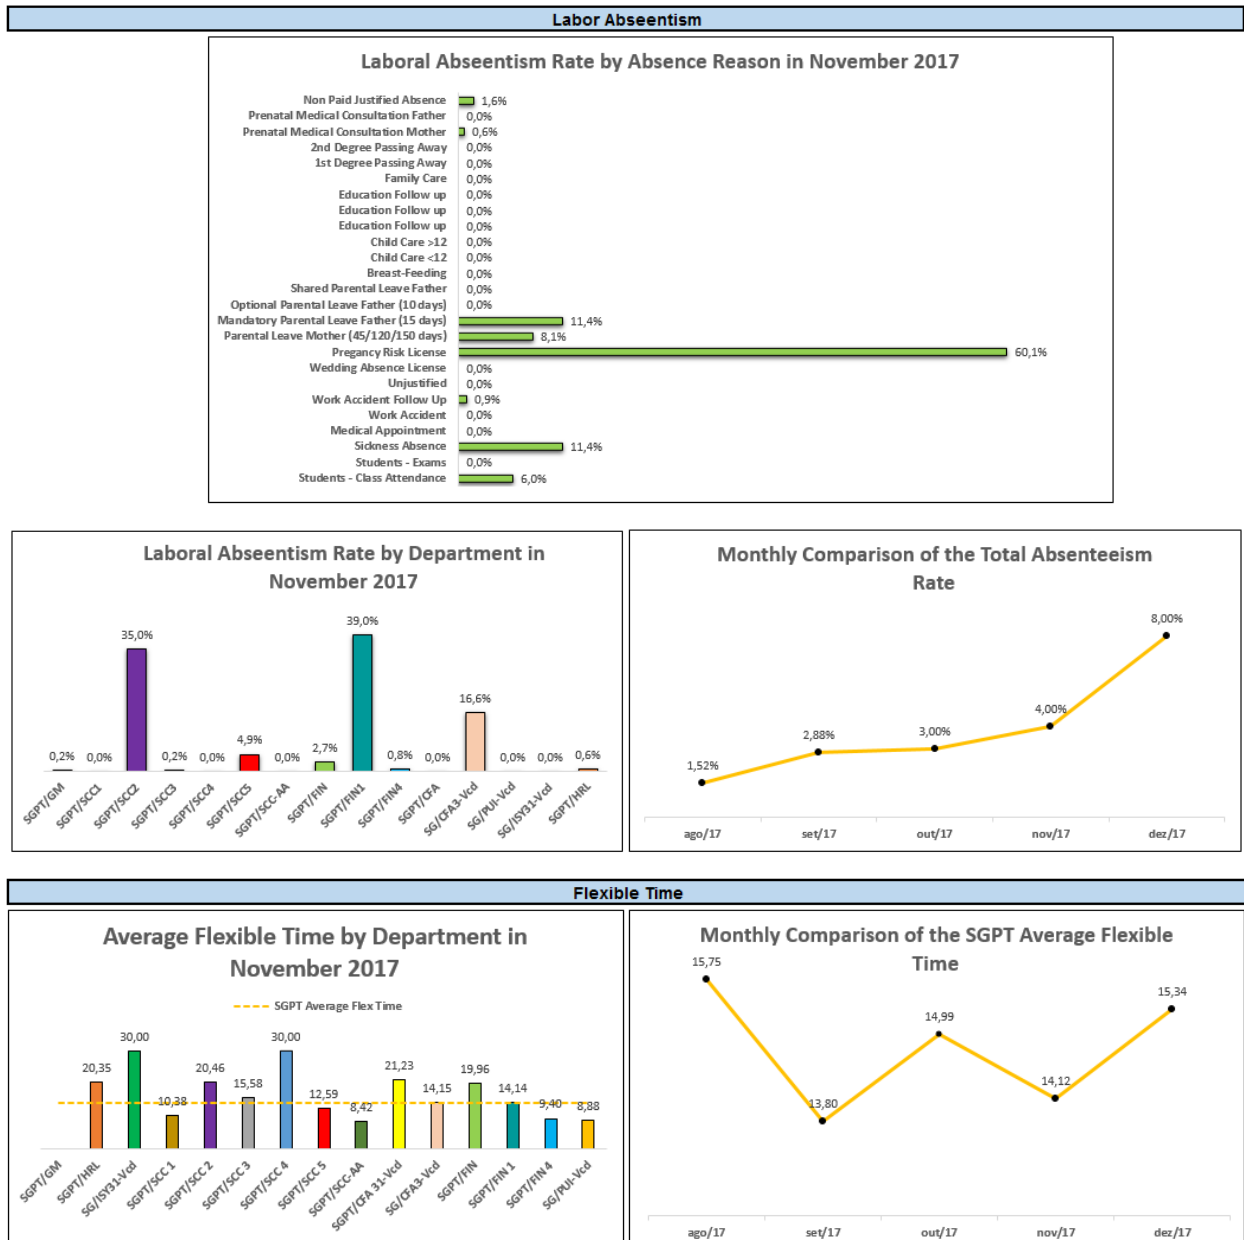 Labor Abseentism
Laboral Abseentism Rate by Absence Reason in November 2017
Non Paid Justified Absence 1,6%
Prenatal Medical Consultation Father 0,0%
Prenatal Medical Consultation Mother 0,6%
2nd Degree Passing Away 0,0%
1st Degree Passing Away 0,0%
Family Care 0,0%
Education Follow up 0,0%
Education Follow up 0,0%
Education Follow up 0,0%
Child Care >12 0,0%
Child Care <12 0,0%
Breast-Feeding 0,0%
Shared Parental Leave Father 0,0%
Optional Parental Leave Father (10 days) 0,0%
Mandatory Parental Leave Father (15 days) 11,4%
Parental Leave Mother (45/120/150 days) 8,1%
Pregancy Risk License 60,1%
Wedding Absence License 0,0%
Unjustified 0,0%
Work Accident Follow Up 0,9%
Work Accident 0,0%
Medical Appointment 0,0%
Sickness Absence 11,4%
Students - Exams 0,0%
Students - Class Attendance 6,0%
Laboral Abseentism Rate by Department in
November 2017
0,2% 0,0% 35,0% 0,2% 0,0% 4,9% 0,0% 2,7% 39,0% 0,8% 0,0% 16,6% 0,0% 0,0% 0,6%
SGPT/GM SGPT/SCC1 SGPT/SCC2 SGPT/SCC3 SGPT/SCC4 SGPT/SCC5 SGPT/SCC-AA SGPT/FIN SGPT/FIN1 SGPT/FIN4 SGPT/CFA SG/CFA3-Vcd SG/PUI-Vcd SG/ISY31-Vcd SGPT/HRL
Monthly Comparison of the Total Absenteeism
Rate
1,52% 2,88% 3,00% 4,00% 8,00%
ago/17 set/17 out/17 nov/17 dez/17
Flexible Time
Average Flexible Time by Department in
November 2017
SGPT Average Flex Time
20,35 30,00 10,38 20,46 15,58 30,00 12,59 8,42 21,23 14,15 19,96 14,14 9,40 8,88
SGPT/GM SGPT/HRL SG/ISY31-Vcd SGPT/SCC 1 SGPT/SCC 2 SGPT/SCC 3 SGPT/SCC 4 SGPT/SCC 5 SGPT/SCC-AA SGPT/CFA 31-Vcd SG/CFA3-Vcd SGPT/FIN SGPT/FIN 1 SGPT/FIN 4 SG/PUI-Vcd
Monthly Comparison of the SGPT Average Flexible
Time
15,75 13,80 14,99 14,12 15,34
ago/17 set/17 out/17 nov/17 dez/17